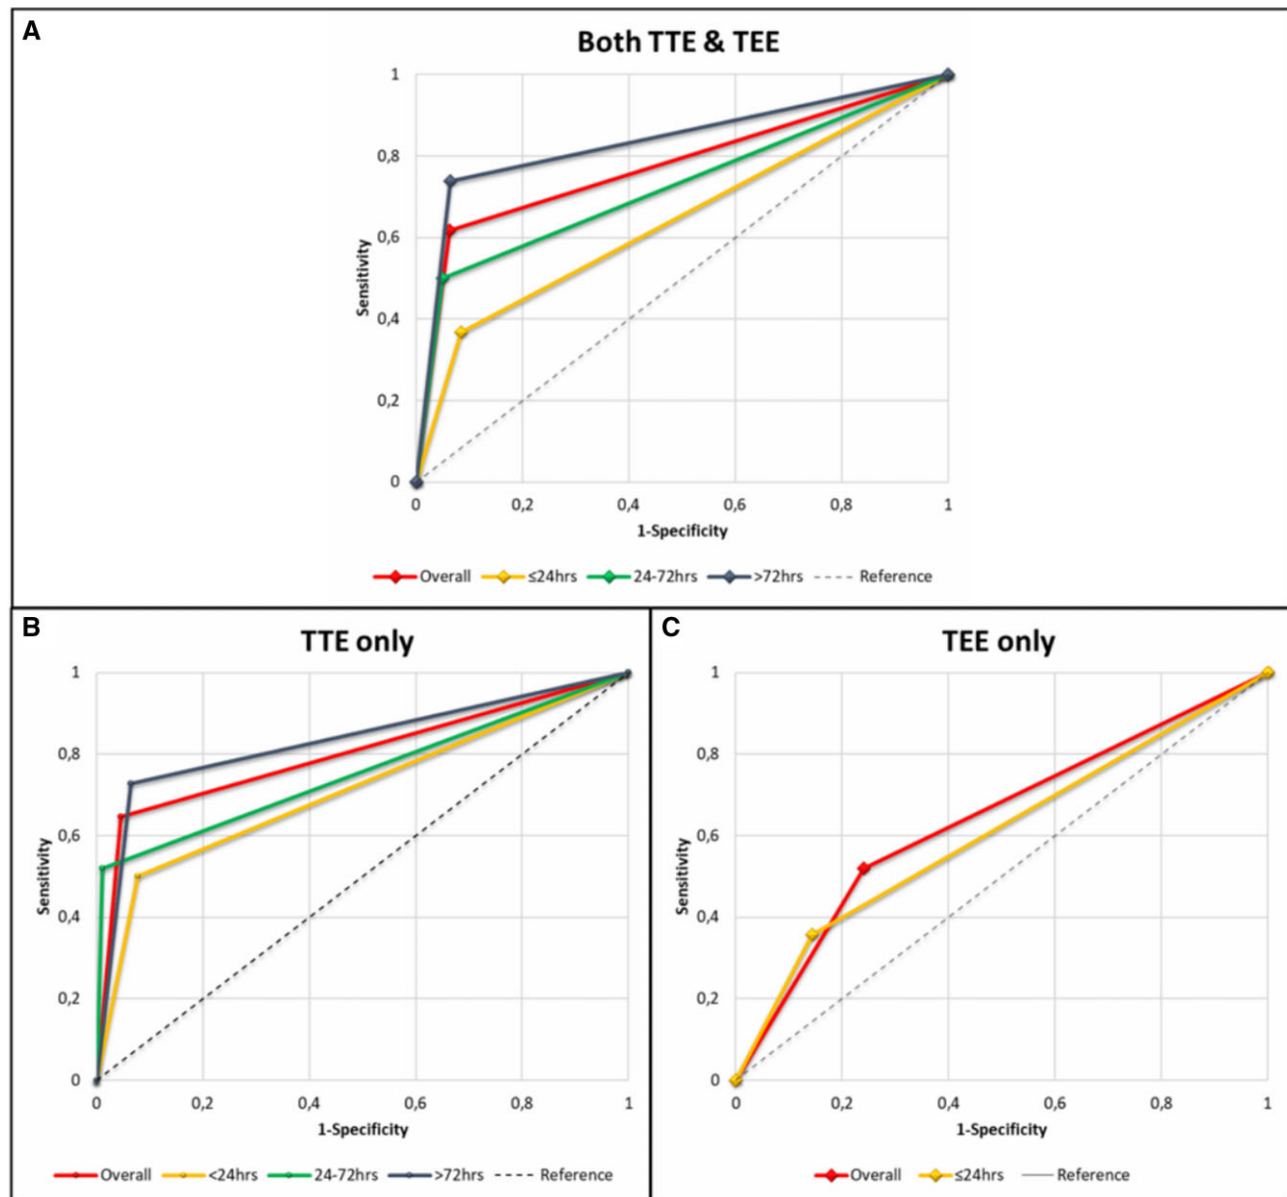 A
Both TTE & TEE
1
0,8
0,6
0,4
0,2
0
Sensitivity
0 0,2 0,4 0,6 0,8 1
1-Specificity
Overall ≤24hrs 24-72hrs >72hrs Reference
B
TTE only
1
0,8
0,6
0,4
0,2
0
Sensitivity
0 0,2 0,4 0,6 0,8 1
1-Specificity
Overall <24hrs 24-72hrs >72hrs Reference
C
TEE only
1
0,8
0,6
0,4
0,2
0
Sensitivity
0 0,2 0,4 0,6 0,8 1
1-Specificity
Overall ≤24hrs Reference